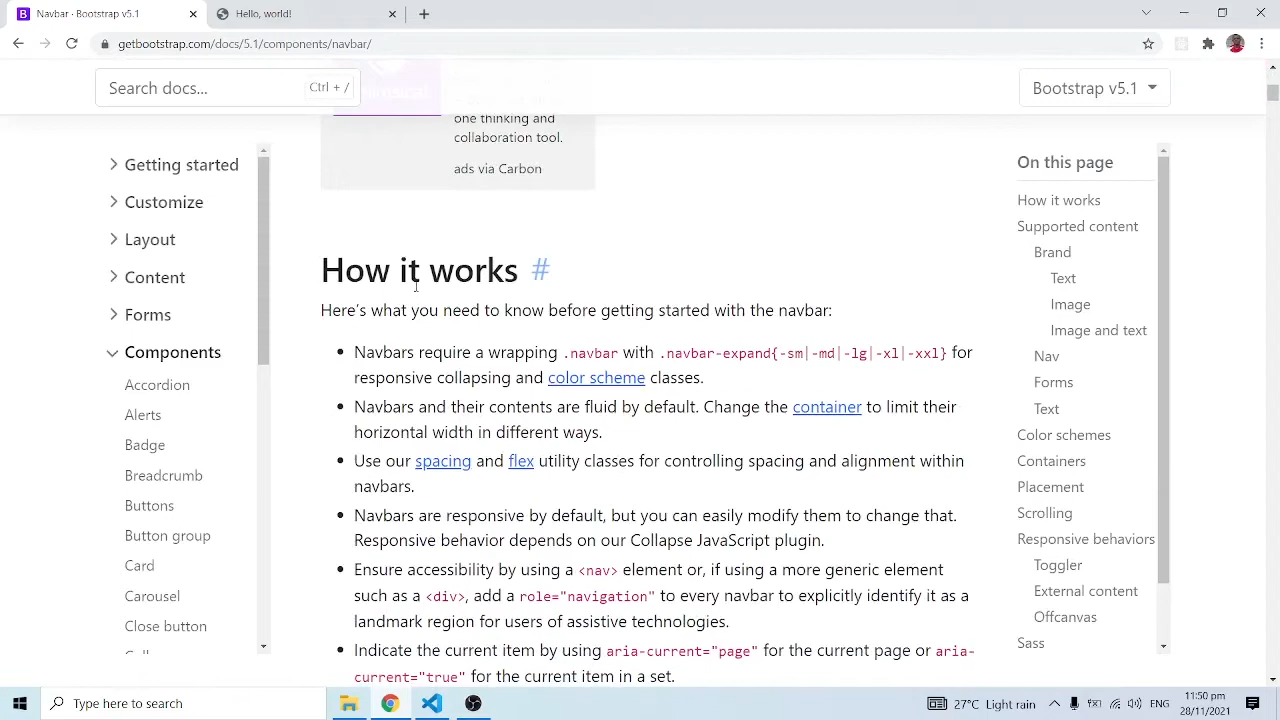 Navbar · Bootstrap v5.1
Hello, world!
getbootstrap.com/docs/5.1/components/navbar/
Search docs...
Ctrl + /
Bootstrap v5.1
one thinking and
collaboration tool.
ads via Carbon
Getting started
Customize
Layout
Content
Forms
Components
Accordion
Alerts
Badge
Breadcrumb
Buttons
Button group
Card
Carousel
Close button
How it works #
Here's what you need to know before getting started with the navbar:
Navbars require a wrapping .navbar with .navbar-expand{-sm|-md|-lg|-xl|-xxl} for
responsive collapsing and color scheme classes.
Navbars and their contents are fluid by default. Change the container to limit their
horizontal width in different ways.
Use our spacing and flex utility classes for controlling spacing and alignment within
navbars.
Navbars are responsive by default, but you can easily modify them to change that.
Responsive behavior depends on our Collapse JavaScript plugin.
Ensure accessibility by using a <nav> element or, if using a more generic element
such as a <div>, add a role="navigation" to every navbar to explicitly identify it as a
landmark region for users of assistive technologies.
Indicate the current item by using aria-current="page" for the current page or aria-
current="true" for the current item in a set.
On this page
How it works
Supported content
Brand
Text
Image
Image and text
Nav
Forms
Text
Color schemes
Containers
Placement
Scrolling
Responsive behaviors
Toggler
External content
Offcanvas
Sass
Type here to search
27°C Light rain
ENG
11:50 pm
28/11/2021